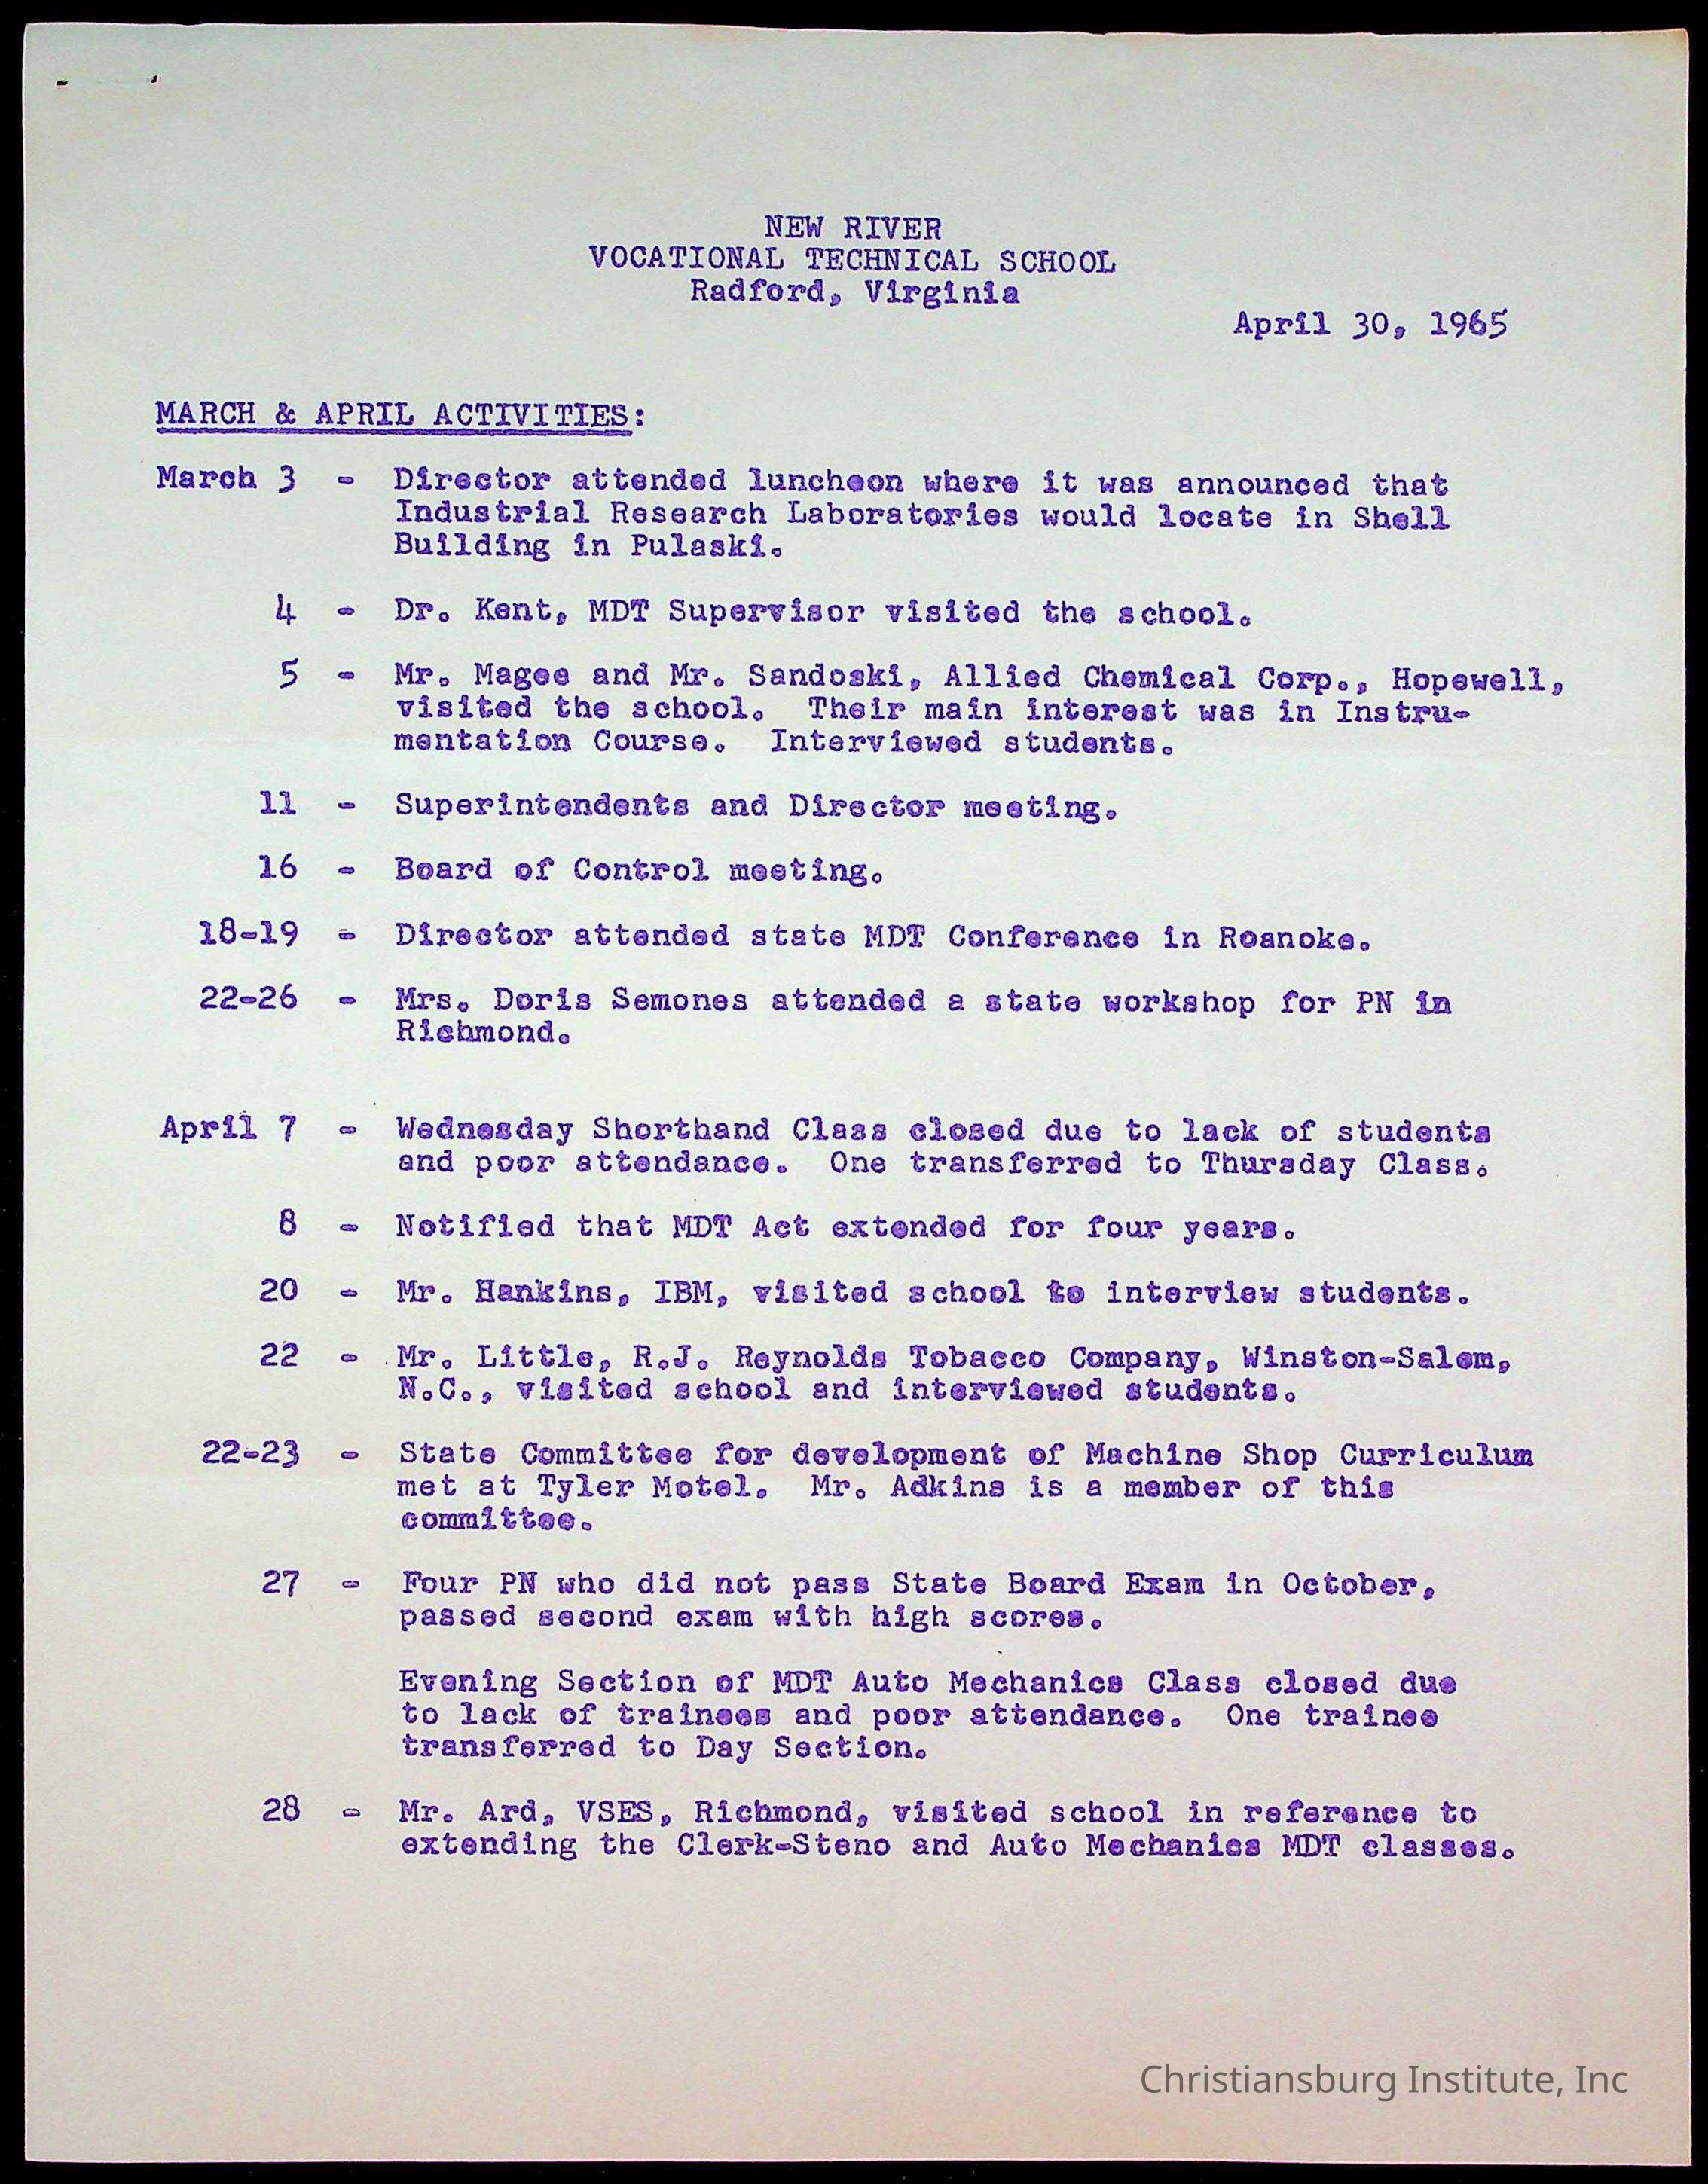 NEW RIVER
VOCATIONAL TECHNICAL SCHOOL
Radford, Virginia
April 30, 1965
MARCH & APRIL ACTIVITIES:
March 3 - Director attended luncheon where it was announced that
Industrial Research Laboratories would locate in Shell
Building in Pulaski.
4 - Dr. Kent, MDT Supervisor visited the school.
5 - Mr. Magee and Mr. Sandoski, Allied Chemical Corp., Hopewell,
visited the school. Their main interest was in Instru-
mentation Course. Interviewed students.
11 - Superintendents and Director meeting.
16 - Board of Control meeting.
18-19 - Director attended state MDT Conference in Roanoke.
22-26 - Mrs. Doris Semones attended a state workshop for PN in
Richmond.
April 7 - Wednesday Shorthand Class closed due to lack of students
and poor attendance. One transferred to Thursday Class.
8 - Notified that MDT Act extended for four years.
20 - Mr. Hankins, IBM, visited school to interview students.
22 - Mr. Little, R.J. Reynolds Tobacco Company, Winston-Salem,
N.C., visited school and interviewed students.
22-23 - State Committee for development of Machine Shop Curriculum
met at Tyler Motel. Mr. Adkins is a member of this
committee.
27 - Four PN who did not pass State Board Exam in October,
passed second exam with high scores.
Evening Section of MDT Auto Mechanics Class closed due
to lack of trainees and poor attendance. One trainee
transferred to Day Section.
28 - Mr. Ard, VSES, Richmond, visited school in reference to
extending the Clerk-Steno and Auto Mechanics MDT classes.
Christiansburg Institute, Inc